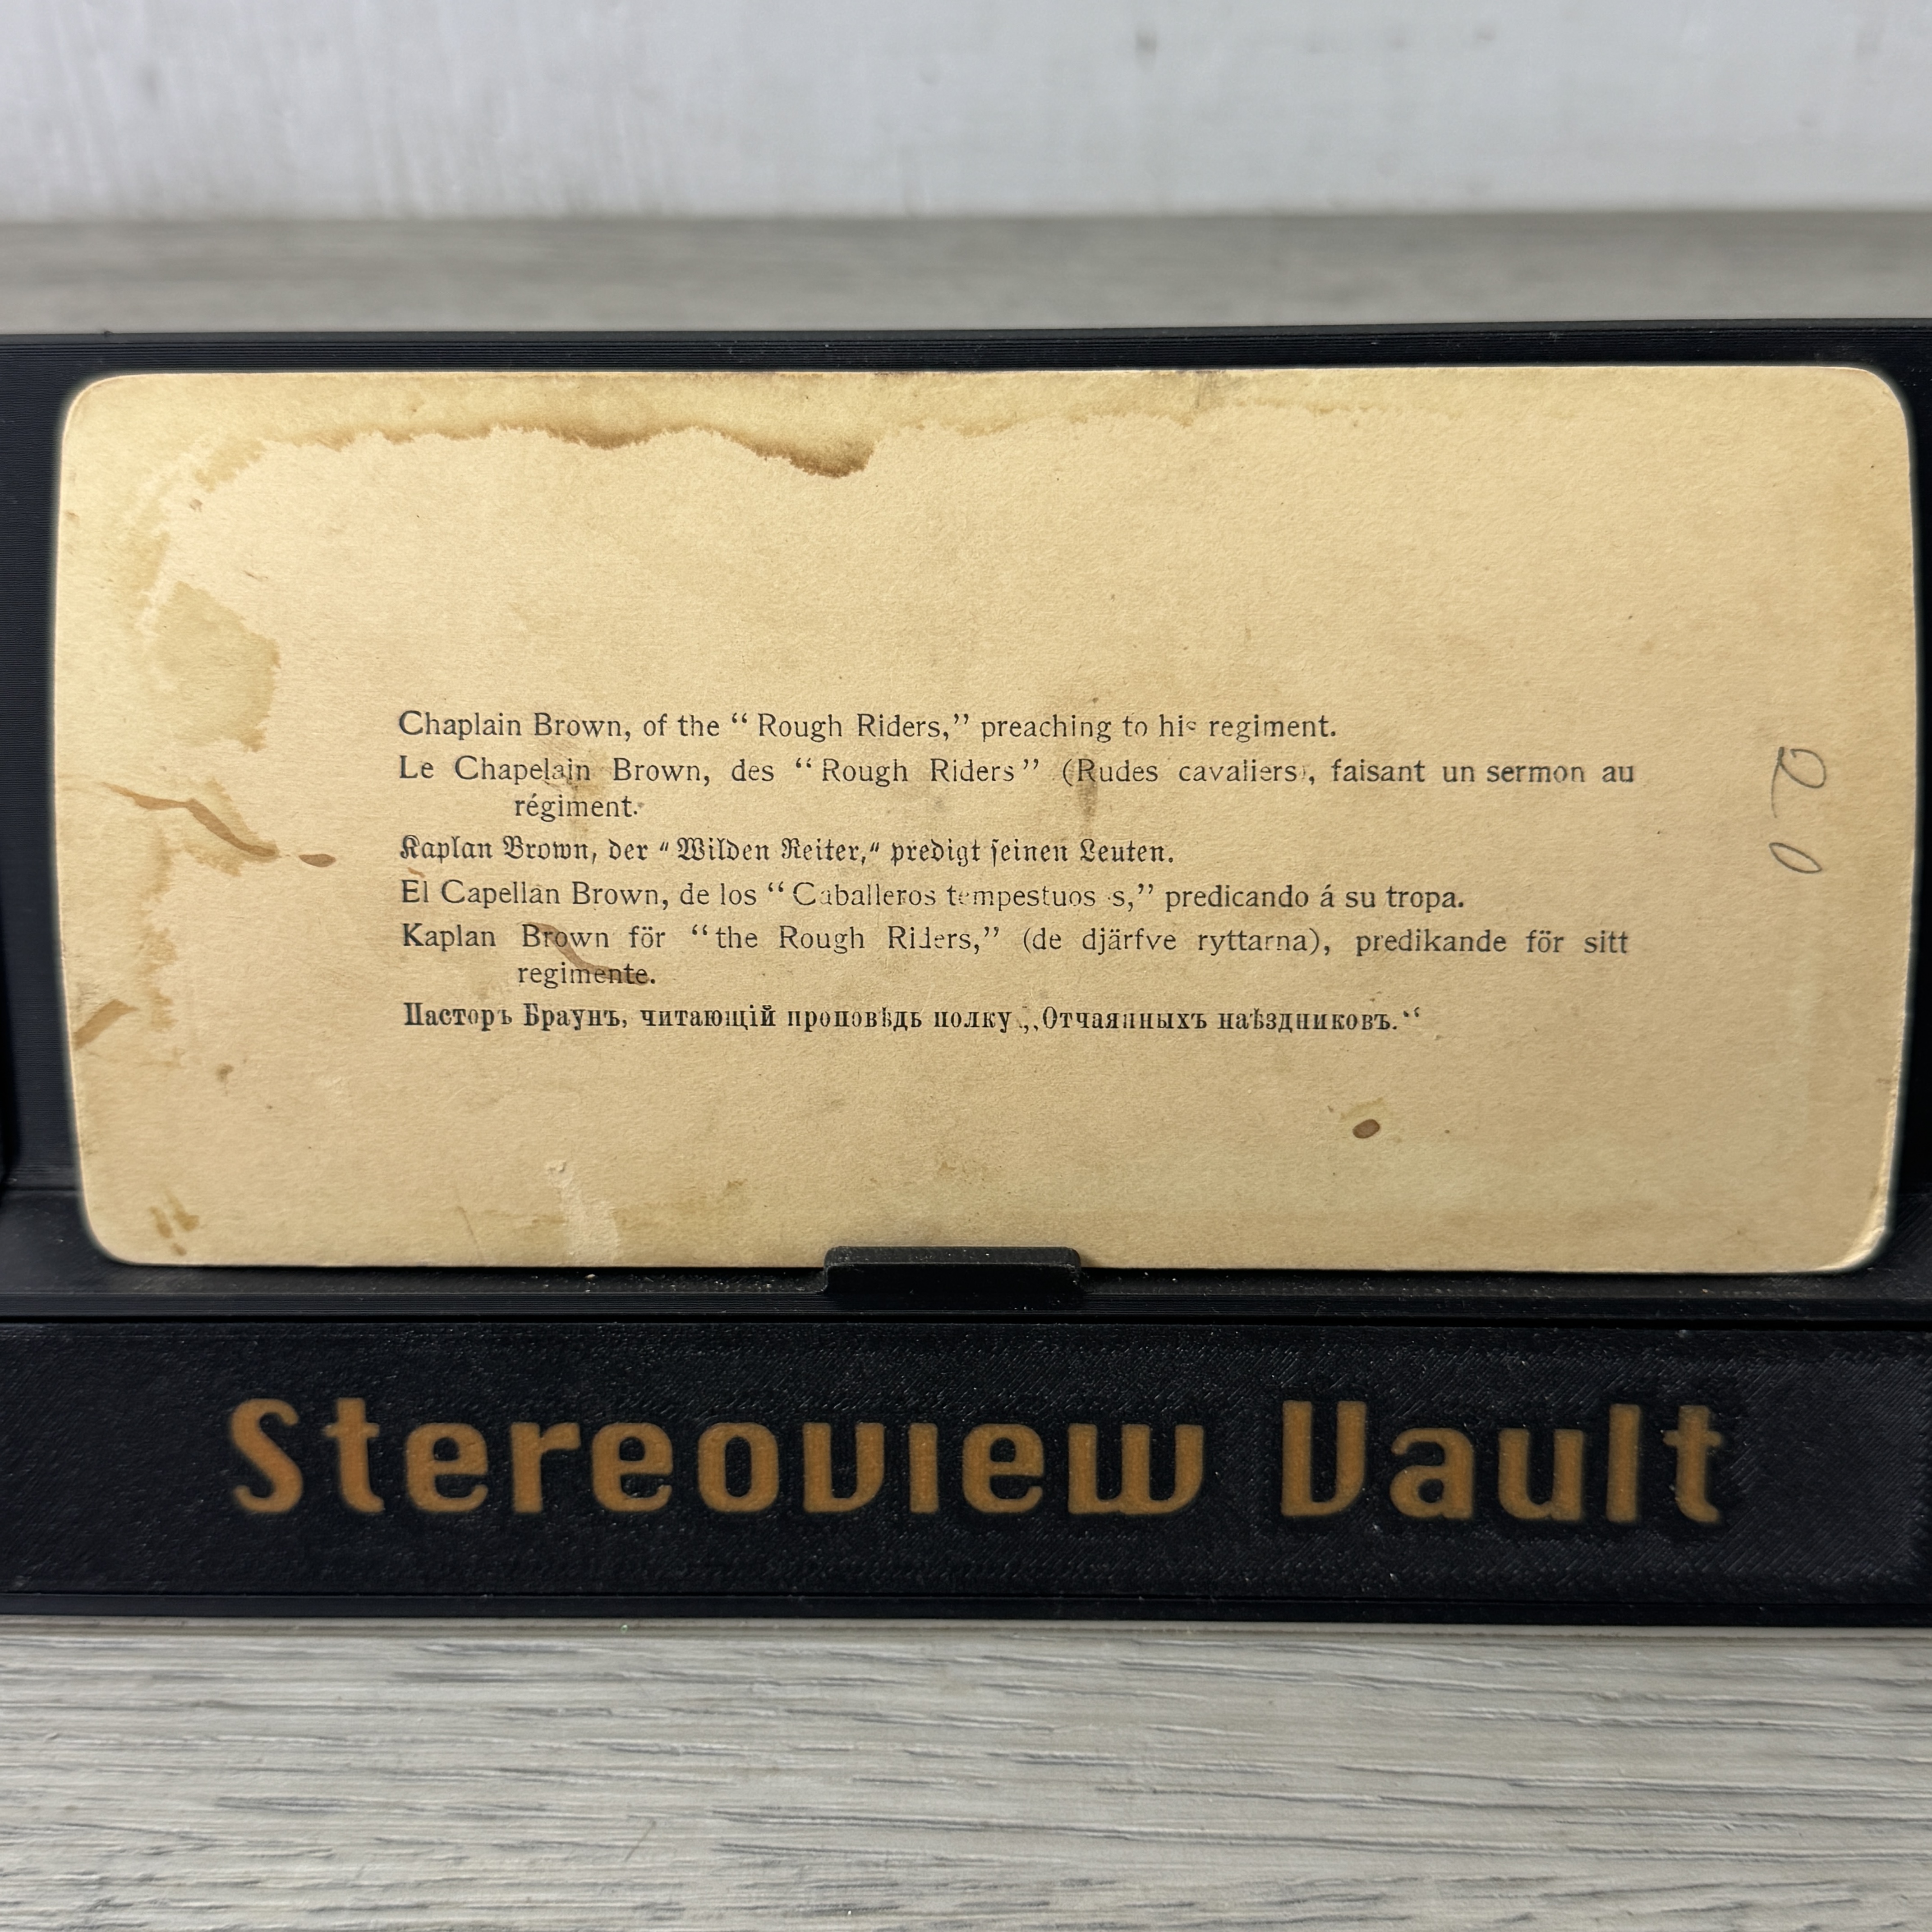 Chaplain Brown, of the “Rough Riders,” preaching to his regiment.
Le Chapelain Brown, des “Rough Riders” (Rudes cavaliers), faisant un sermon au
régiment.
Kaplan Brown, der "Wilden Reiter," predigt seinen Leuten.
El Capellán Brown, de los “Caballeros tempestuosos,” predicando á su tropa.
Kaplan Brown för “the Rough Riders,” (de djärfve ryttarna), predikande för sitt
regimente.
Пасторъ Браунъ, читающій проповѣдь полку „Отчаянныхъ наѣздниковъ.“
Stereoview Vault